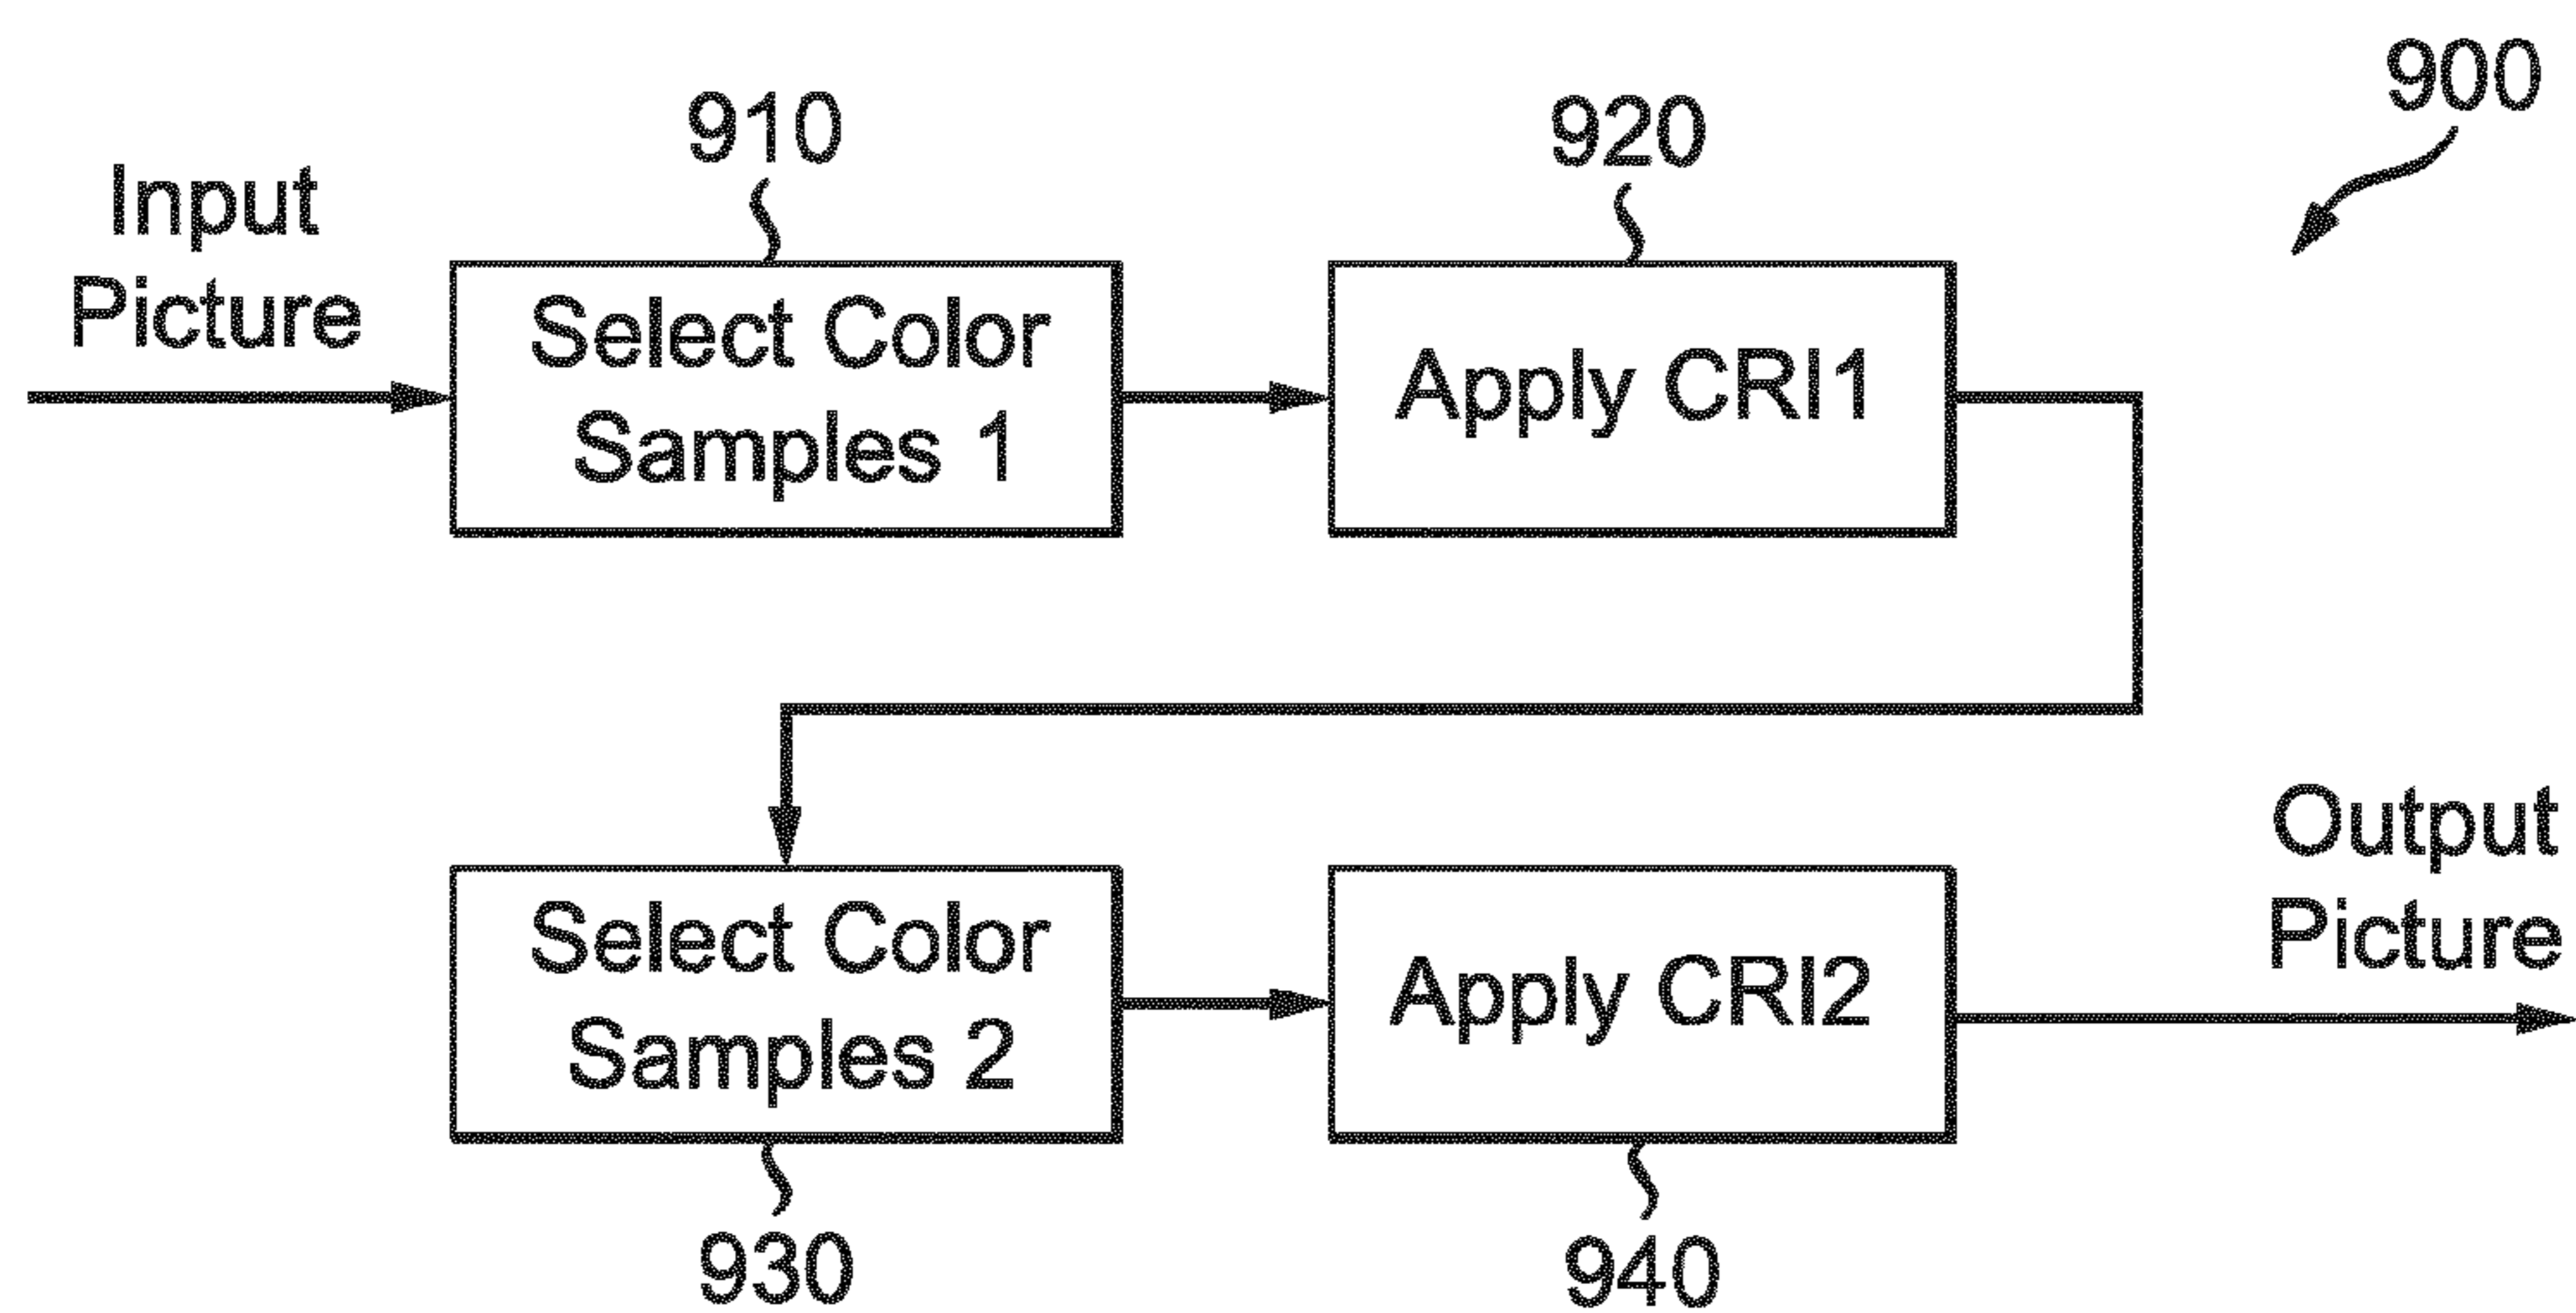 900
910
920
Input
Picture
Select Color
Samples 1
Apply CRI1
Select Color
Samples 2
Apply CRI2
Output
Picture
930
940